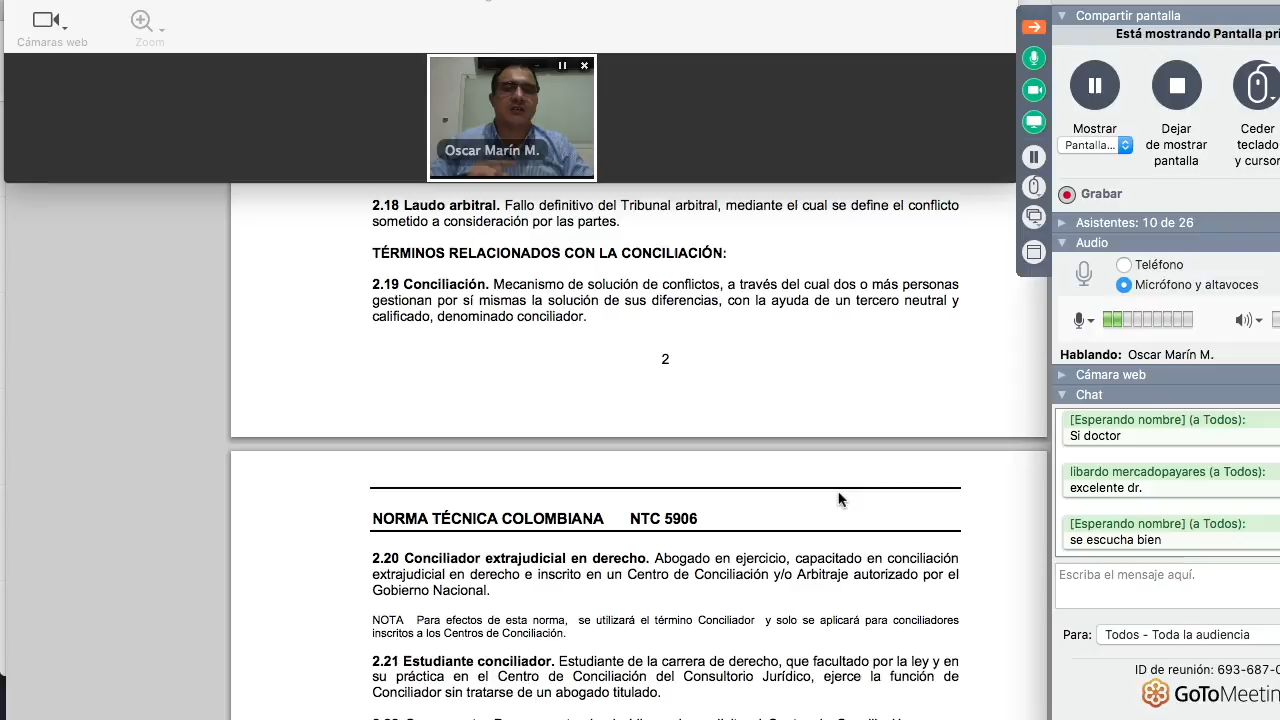 Cámaras web
Zoom
Oscar Marín M.
2.18 Laudo arbitral. Fallo definitivo del Tribunal arbitral, mediante el cual se define el conflicto
sometido a consideración por las partes.
TÉRMINOS RELACIONADOS CON LA CONCILIACIÓN:
2.19 Conciliación. Mecanismo de solución de conflictos, a través del cual dos o más personas
gestionan por sí mismas la solución de sus diferencias, con la ayuda de un tercero neutral y
calificado, denominado conciliador.
2
NORMA TÉCNICA COLOMBIANA NTC 5906
2.20 Conciliador extrajudicial en derecho. Abogado en ejercicio, capacitado en conciliación
extrajudicial en derecho e inscrito en un Centro de Conciliación y/o Arbitraje autorizado por el
Gobierno Nacional.
NOTA Para efectos de esta norma, se utilizará el término Conciliador y solo se aplicará para conciliadores
inscritos a los Centros de Conciliación.
2.21 Estudiante conciliador. Estudiante de la carrera de derecho, que facultado por la ley y en
su práctica en el Centro de Conciliación del Consultorio Jurídico, ejerce la función de
Conciliador sin tratarse de un abogado titulado.
Compartir pantalla
Está mostrando Pantalla pri
Mostrar
Pantalla...
Dejar
de mostrar
pantalla
Ceder
teclado
y cursor
Grabar
Asistentes: 10 de 26
Audio
Teléfono
Micrófono y altavoces
Hablando: Oscar Marín M.
Cámara web
Chat
[Esperando nombre] (a Todos):
Si doctor
libardo mercadopayares (a Todos):
excelente dr.
[Esperando nombre] (a Todos):
se escucha bien
Escriba el mensaje aquí.
Para: Todos - Toda la audiencia
ID de reunión: 693-687-0
GoToMeetin